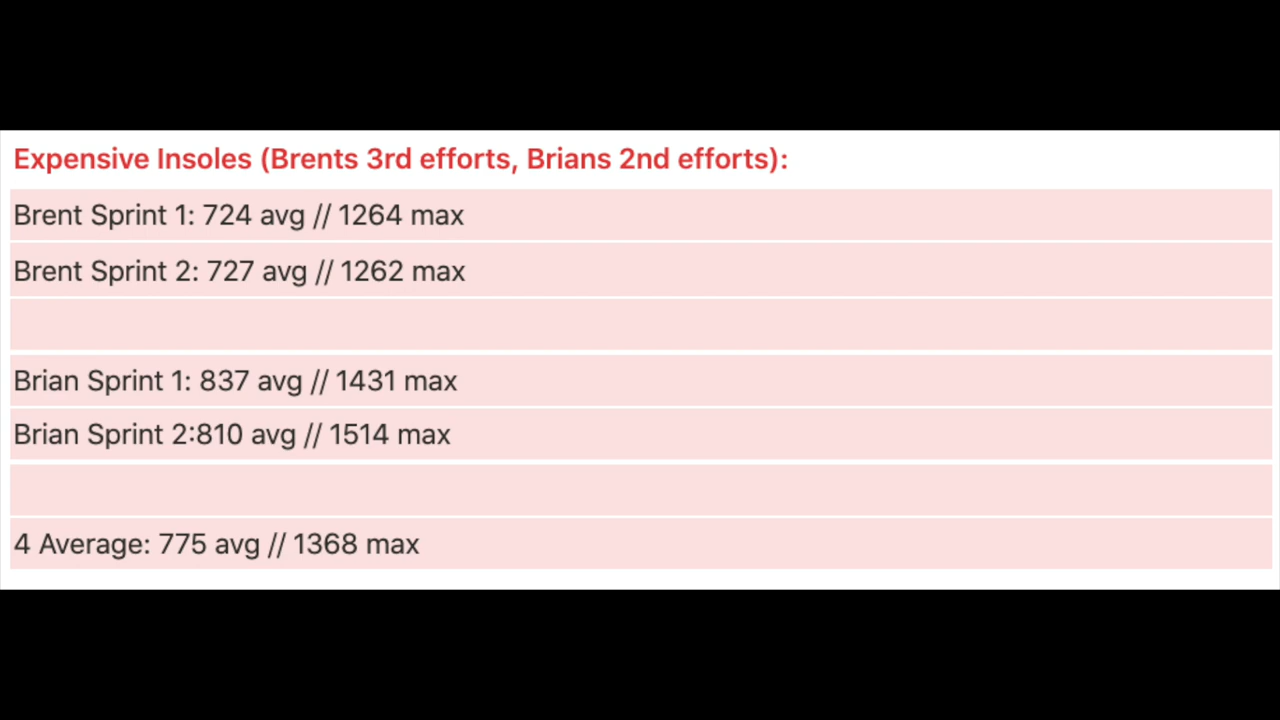 Expensive Insoles (Brents 3rd efforts, Brians 2nd efforts):
Brent Sprint 1: 724 avg // 1264 max
Brent Sprint 2: 727 avg // 1262 max
Brian Sprint 1: 837 avg // 1431 max
Brian Sprint 2:810 avg // 1514 max
4 Average: 775 avg // 1368 max